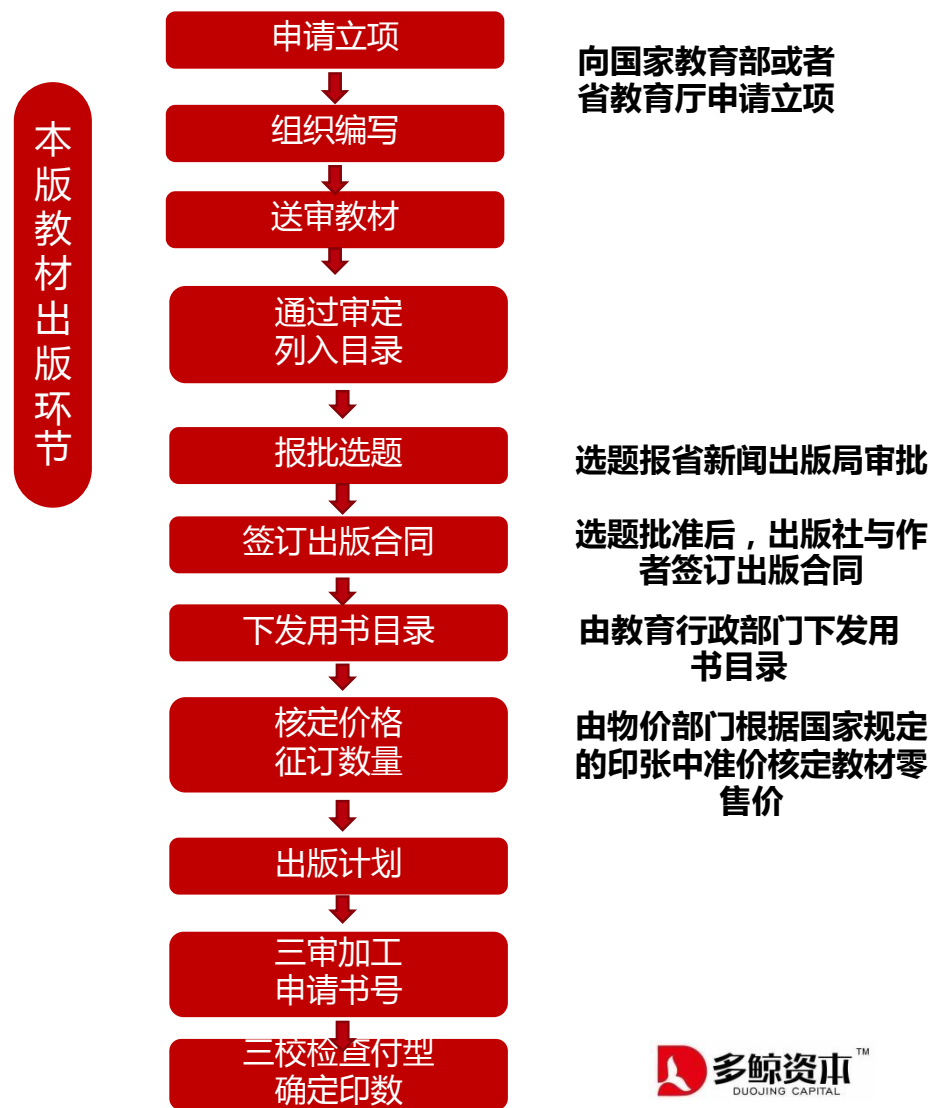 本版教材出版环节
申请立项
向国家教育部或者
省教育厅申请立项
组织编写
送审教材
通过审定
列入目录
报批选题
选题报省新闻出版局审批
签订出版合同
选题批准后，出版社与作
者签订出版合同
下发用书目录
由教育行政部门下发用
书目录
核定价格
征订数量
由物价部门根据国家规定
的印张中准价核定教材零
售价
出版计划
三审加工
申请书号
三校检查付型
确定印数
多鲸资本™
DUOJING CAPITAL